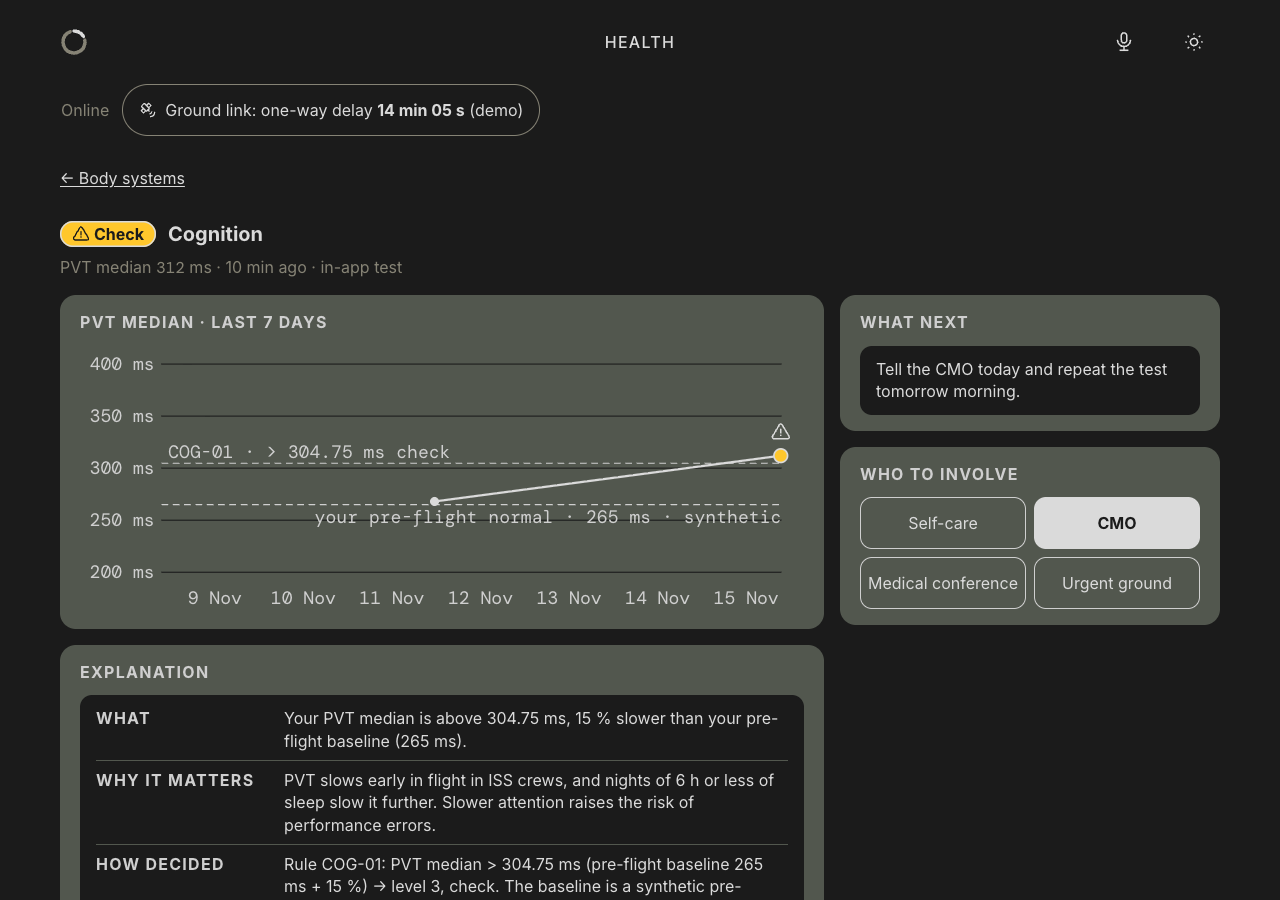 HEALTH
Online
Ground link: one-way delay 14 min 05 s (demo)
← Body systems
Check
Cognition
PVT median 312 ms · 10 min ago · in-app test
PVT MEDIAN · LAST 7 DAYS
400 ms
350 ms
COG-01 · > 304.75 ms check
300 ms
250 ms
your pre-flight normal · 265 ms · synthetic
200 ms
9 Nov 10 Nov 11 Nov 12 Nov 13 Nov 14 Nov 15 Nov
WHAT NEXT
Tell the CMO today and repeat the test
tomorrow morning.
WHO TO INVOLVE
Self-care
CMO
Medical conference
Urgent ground
EXPLANATION
WHAT
Your PVT median is above 304.75 ms, 15 % slower than your pre-
flight baseline (265 ms).
WHY IT MATTERS
PVT slows early in flight in ISS crews, and nights of 6 h or less of
sleep slow it further. Slower attention raises the risk of
performance errors.
HOW DECIDED
Rule COG-01: PVT median > 304.75 ms (pre-flight baseline 265
ms + 15 %) → level 3, check. The baseline is a synthetic pre-